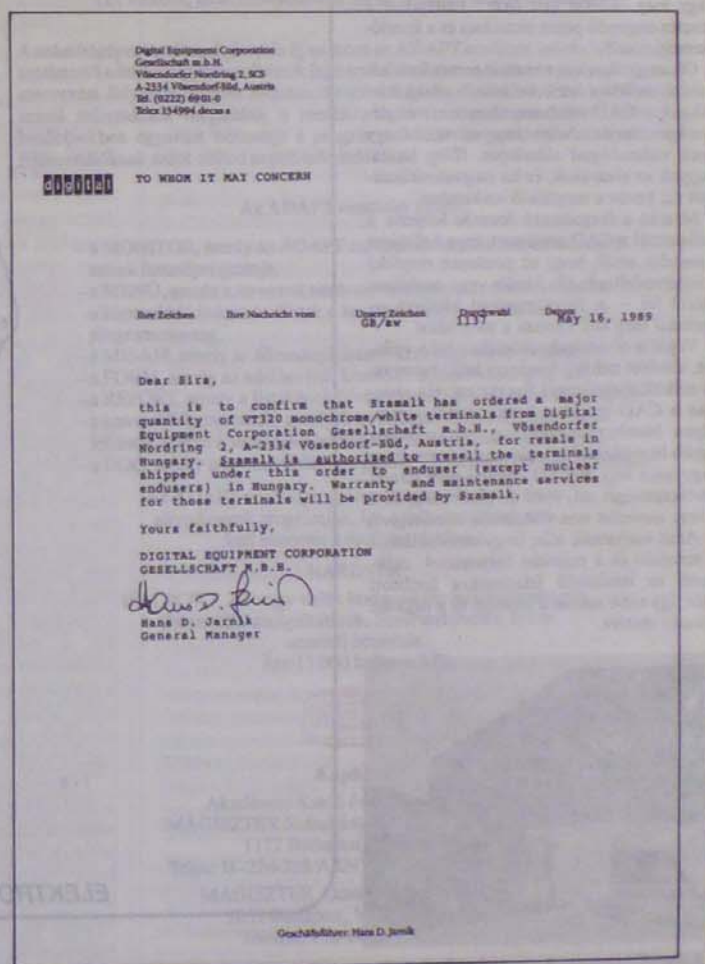 Digital Equipment Corporation
Gesellschaft m.b.H.
Vösendorfer Nordring 2, SCS
A-2334 Vösendorf-Süd, Austria
Tel. (0222) 6901-0
Telex 134994 decas a
digital
TO WHOM IT MAY CONCERN
Ihre Zeichen Ihre Nachricht vom Unsere Zeichen Durchwahl Datum
GB/aw 1137 May 16, 1989
Dear Sirs,
this is to confirm that Szamalk has ordered a major
quantity of VT320 monochrome/white terminals from Digital
Equipment Corporation Gesellschaft m.b.H., Vösendorfer
Nordring 2, A-2334 Vösendorf-Süd, Austria, for resale in
Hungary. Szamalk is authorized to resell the terminals
shipped under this order to enduser (except nuclear
endusers) in Hungary. Warranty and maintenance services
for those terminals will be provided by Szamalk.
Yours faithfully,
DIGITAL EQUIPMENT CORPORATION
GESELLSCHAFT M.B.H.
Hans D. Jarnik
Hans D. Jarnik
General Manager
Geschäftsführer: Hans D. Jarnik